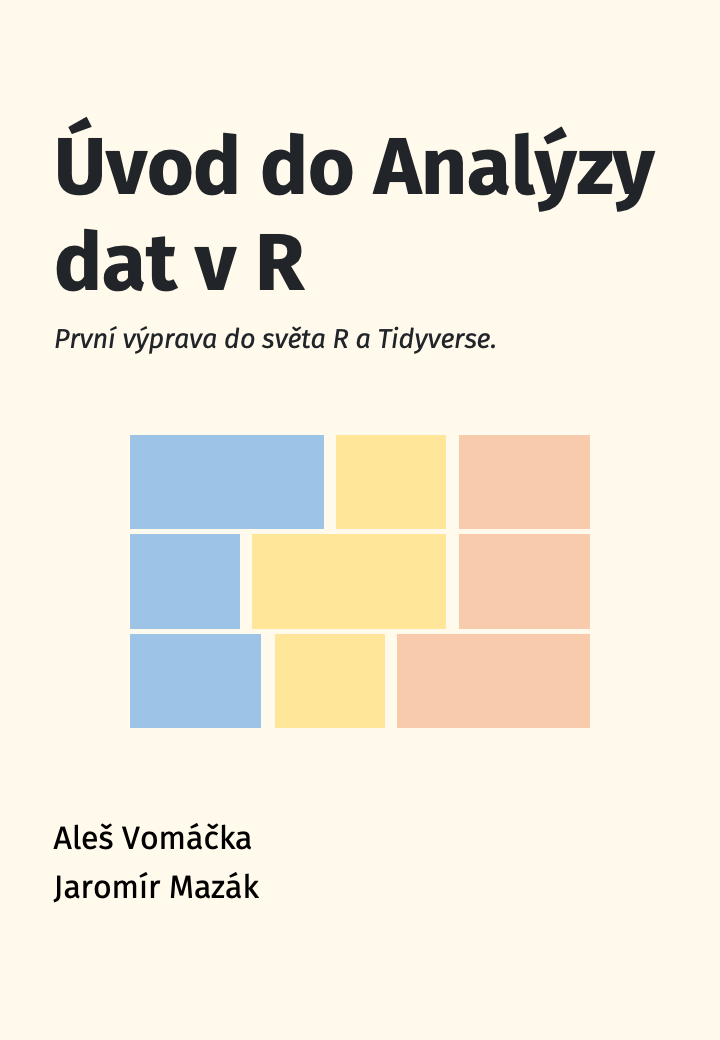 Úvod do Analýzy
dat v R
První výprava do světa R a Tidyverse.
Aleš Vomáčka
Jaromír Mazák